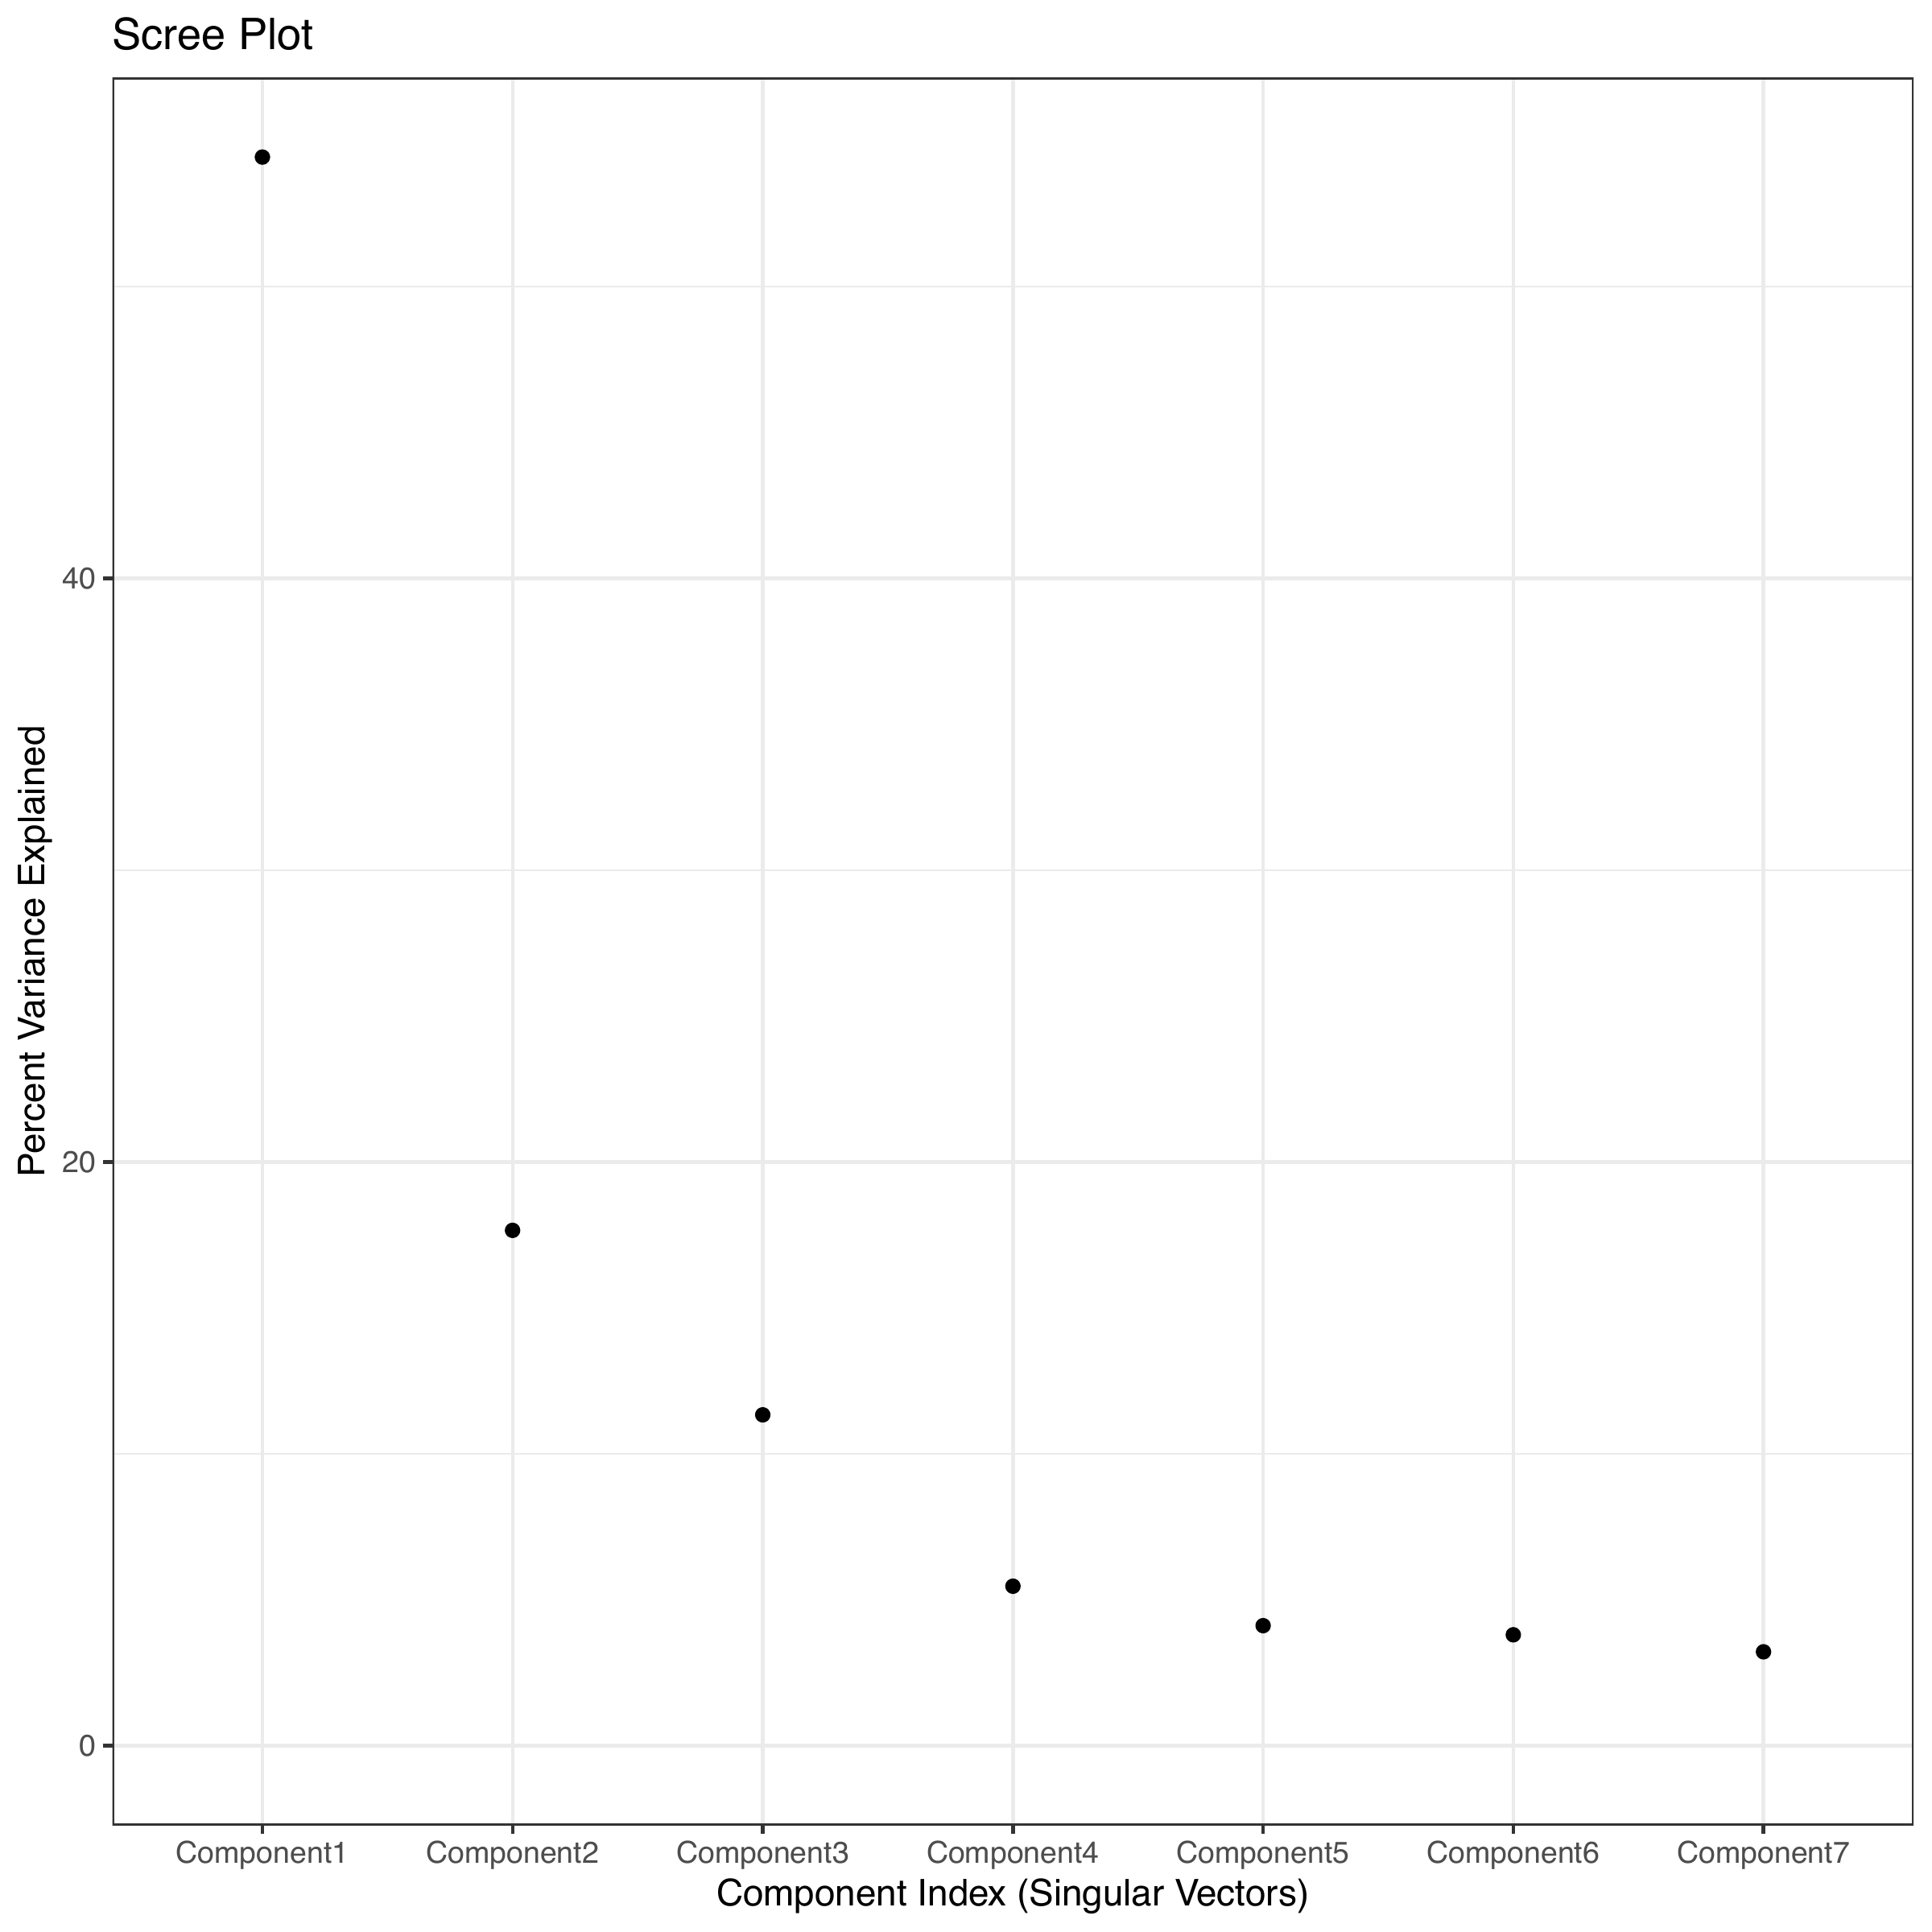 Scree Plot
Percent Variance Explained
40
20
0
Component1 Component2 Component3 Component4 Component5 Component6 Component7
Component Index (Singular Vectors)